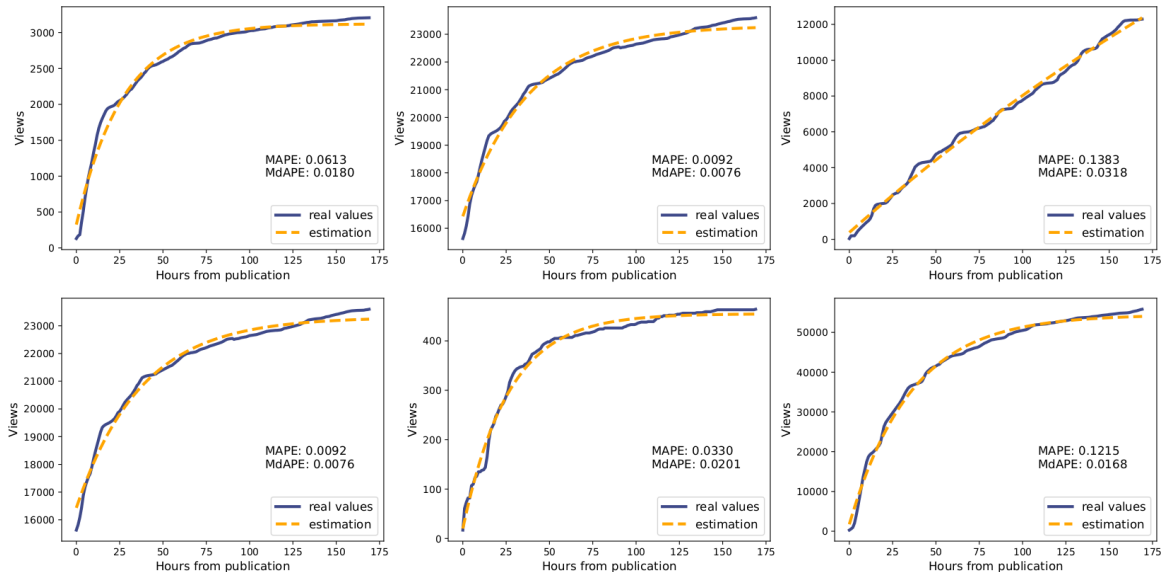 3000
2500
2000
1500
1000
500
0
Views
MAPE: 0.0613
MdAPE: 0.0180
real values
estimation
0 25 50 75 100 125 150 175
Hours from publication
23000
22000
21000
20000
19000
18000
17000
16000
Views
MAPE: 0.0092
MdAPE: 0.0076
real values
estimation
0 25 50 75 100 125 150 175
Hours from publication
12000
10000
8000
6000
4000
2000
0
Views
MAPE: 0.1383
MdAPE: 0.0318
real values
estimation
0 25 50 75 100 125 150 175
Hours from publication
23000
22000
21000
20000
19000
18000
17000
16000
Views
MAPE: 0.0092
MdAPE: 0.0076
real values
estimation
0 25 50 75 100 125 150 175
Hours from publication
400
300
200
100
0
Views
MAPE: 0.0330
MdAPE: 0.0201
real values
estimation
0 25 50 75 100 125 150 175
Hours from publication
50000
40000
30000
20000
10000
0
Views
MAPE: 0.1215
MdAPE: 0.0168
real values
estimation
0 25 50 75 100 125 150 175
Hours from publication